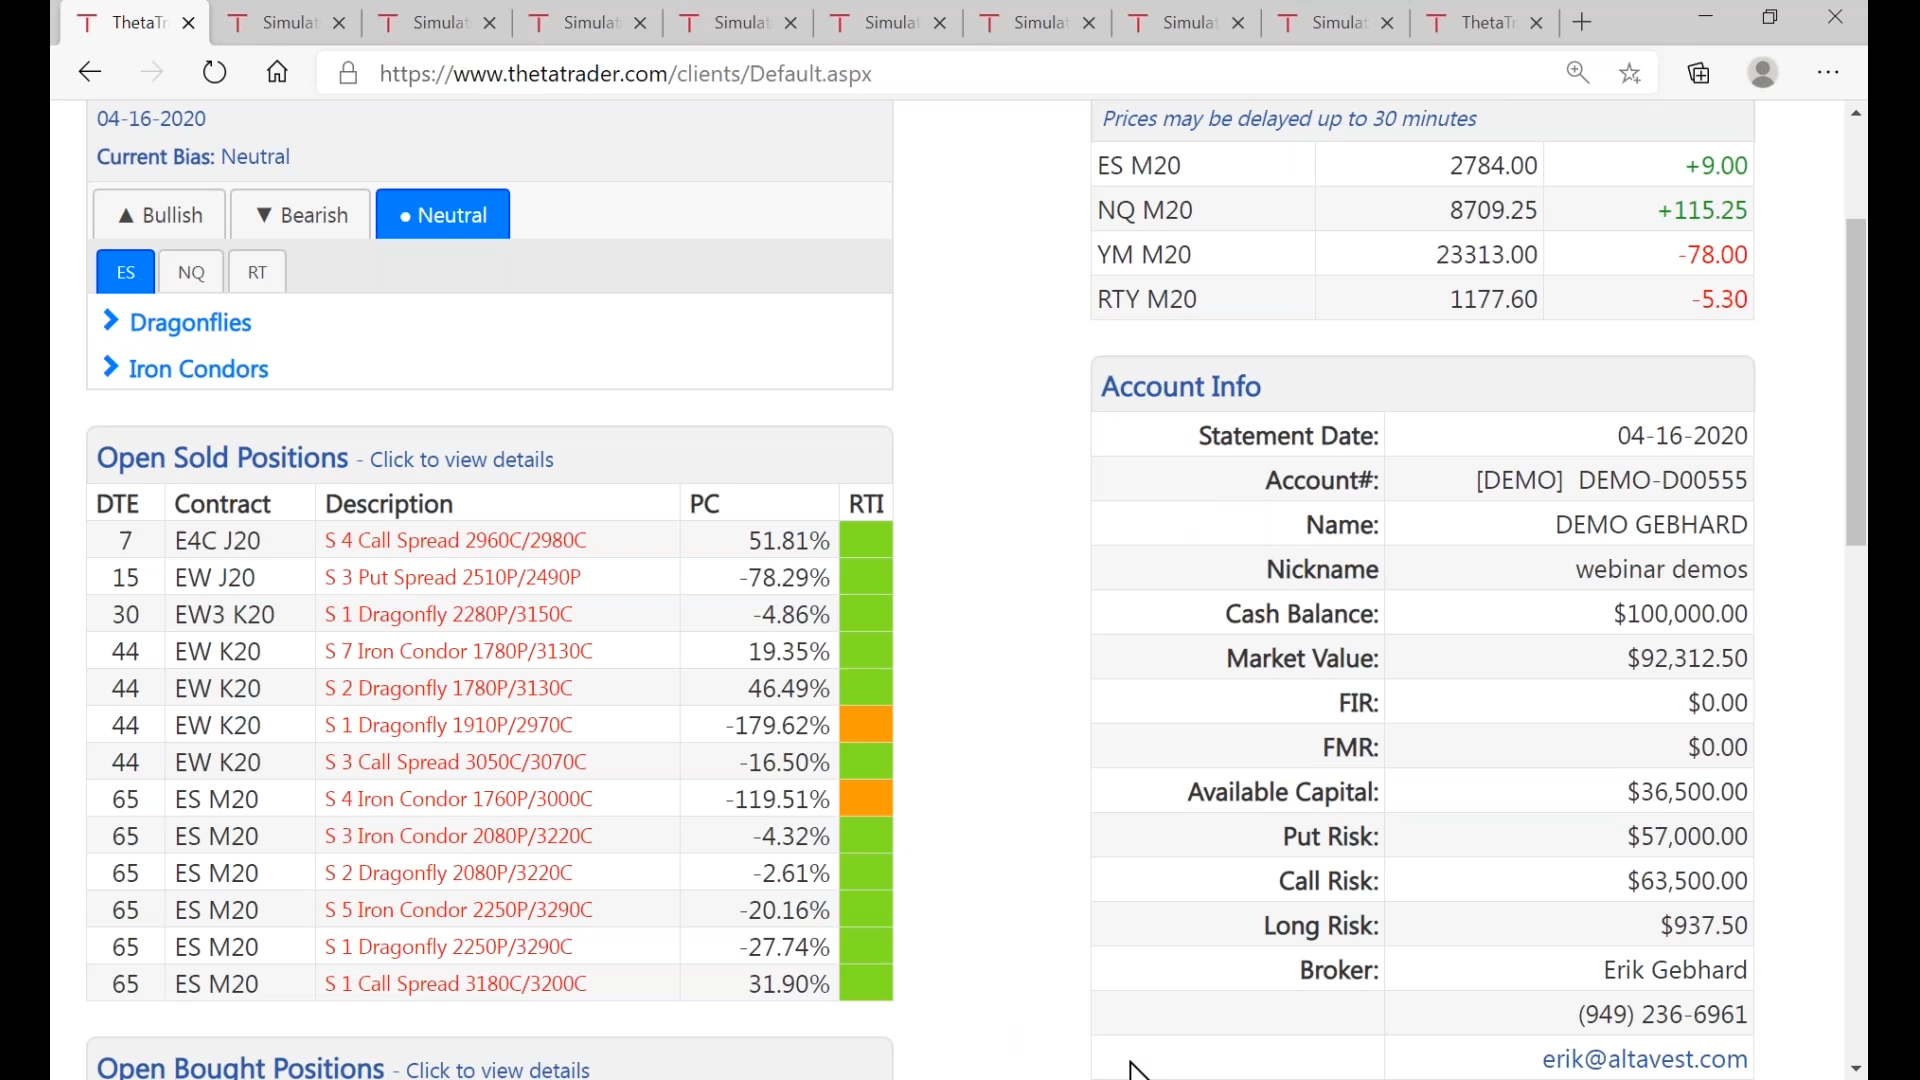 ThetaTr
Simulat
Simulat
Simulat
Simulat
Simulat
Simulat
Simulat
Simulat
ThetaTr
https://www.thetatrader.com/clients/Default.aspx
04-16-2020
Current Bias: Neutral
▲ Bullish
▼ Bearish
● Neutral
ES
NQ
RT
Dragonflies
Iron Condors
Open Sold Positions - Click to view details
DTE Contract Description PC RTI
7 E4C J20 S 4 Call Spread 2960C/2980C 51.81%
15 EW J20 S 3 Put Spread 2510P/2490P -78.29%
30 EW3 K20 S 1 Dragonfly 2280P/3150C -4.86%
44 EW K20 S 7 Iron Condor 1780P/3130C 19.35%
44 EW K20 S 2 Dragonfly 1780P/3130C 46.49%
44 EW K20 S 1 Dragonfly 1910P/2970C -179.62%
44 EW K20 S 3 Call Spread 3050C/3070C -16.50%
65 ES M20 S 4 Iron Condor 1760P/3000C -119.51%
65 ES M20 S 3 Iron Condor 2080P/3220C -4.32%
65 ES M20 S 2 Dragonfly 2080P/3220C -2.61%
65 ES M20 S 5 Iron Condor 2250P/3290C -20.16%
65 ES M20 S 1 Dragonfly 2250P/3290C -27.74%
65 ES M20 S 1 Call Spread 3180C/3200C 31.90%
Open Bought Positions - Click to view details
Prices may be delayed up to 30 minutes
ES M20 2784.00 +9.00
NQ M20 8709.25 +115.25
YM M20 23313.00 -78.00
RTY M20 1177.60 -5.30
Account Info
Statement Date: 04-16-2020
Account#: [DEMO] DEMO-D00555
Name: DEMO GEBHARD
Nickname webinar demos
Cash Balance: $100,000.00
Market Value: $92,312.50
FIR: $0.00
FMR: $0.00
Available Capital: $36,500.00
Put Risk: $57,000.00
Call Risk: $63,500.00
Long Risk: $937.50
Broker: Erik Gebhard
(949) 236-6961
erik@altavest.com